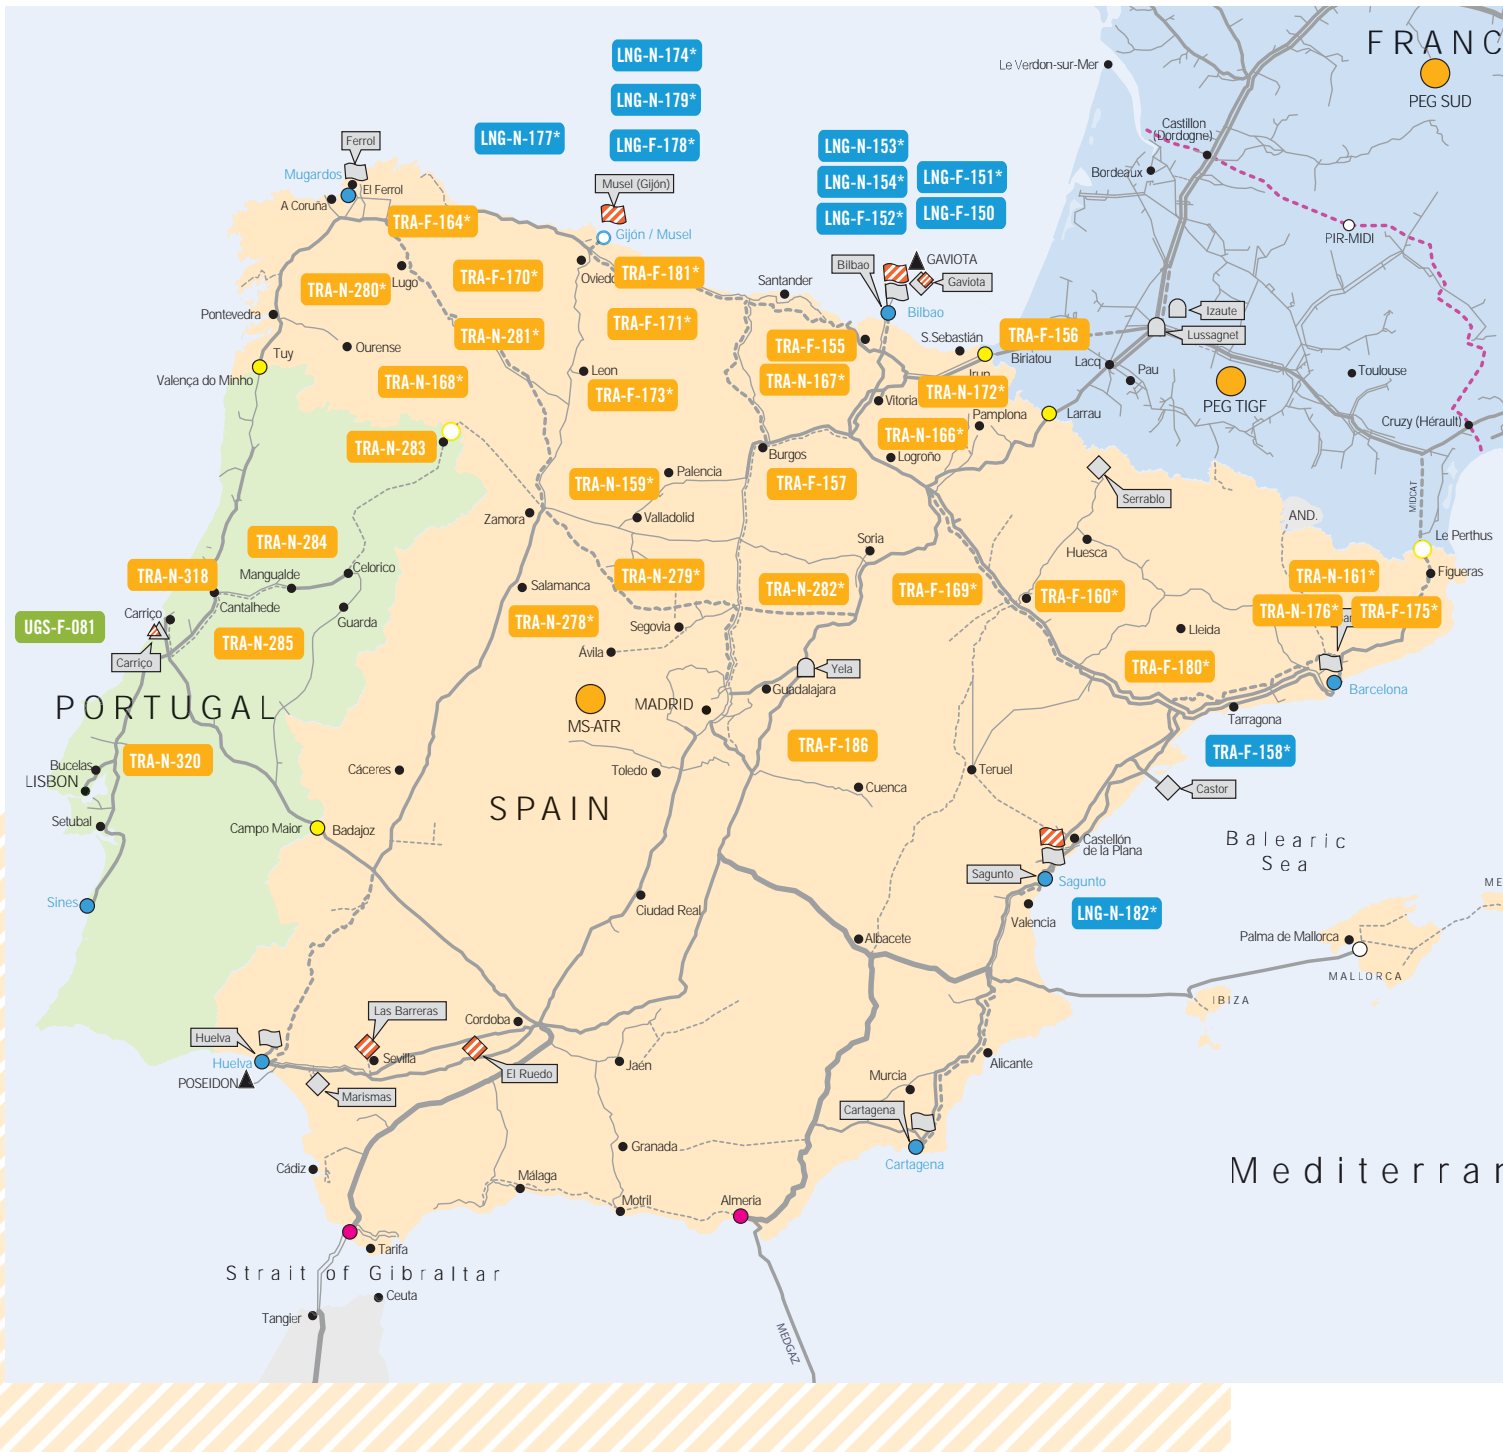 FRANC
PEG SUD
Le Verdon-sur-Mer
Castillon
(Dordogne)
Bordeaux
PIR-MIDI
LNG-N-174*
LNG-N-179*
LNG-F-178*
LNG-N-177*
LNG-N-153*
LNG-N-154*
LNG-F-152*
LNG-F-151*
LNG-F-150
Ferrol
Mugardos
El Ferrol
A Coruña
Musel (Gijón)
Gijón / Musel
TRA-F-164*
Oviedo
TRA-F-181*
Santander
Bilbao
GAVIOTA
Gaviota
Bilbao
Lugo
TRA-N-280*
TRA-F-170*
TRA-F-171*
TRA-N-281*
Pontevedra
Tuy
Valença do Minho
Ourense
Leon
TRA-N-168*
TRA-F-173*
TRA-F-155
TRA-N-167*
S.Sebastián
Irun
Biriatou
TRA-F-156
Izaute
Lussagnet
Lacq
Pau
Toulouse
PEG TIGF
Vitoria
TRA-N-172*
Pamplona
Larrau
Cruzy (Hérault)
TRA-N-166*
Logroño
TRA-N-283
Burgos
Palencia
TRA-N-159*
TRA-F-157
Serrablo
MIDCAT
Zamora
Valladolid
AND.
Le Perthus
Soria
Huesca
Figueras
TRA-N-284
Celorico
TRA-N-318
Mangualde
Cantalhede
Salamanca
TRA-N-279*
TRA-N-282*
TRA-F-169*
TRA-F-160*
TRA-N-161*
TRA-N-176*
TRA-F-175*
Carriço
UGS-F-081
Guarda
TRA-N-278*
Segovia
Lleida
TRA-N-285
Carriço
Ávila
Yela
TRA-F-180*
Guadalajara
Barcelona
PORTUGAL
MADRID
MS-ATR
Tarragona
TRA-F-186
TRA-F-158*
TRA-N-320
Bucelas
LISBON
Cáceres
Toledo
Teruel
Cuenca
Castor
SPAIN
Setubal
Campo Maior
Badajoz
Castellón
de la Plana
Balearic
Sea
Sagunto
Sagunto
ME
Sines
Ciudad Real
Valencia
LNG-N-182*
Albacete
Palma de Mallorca
MALLORCA
IBIZA
Las Barreras
Cordoba
Huelva
Huelva
Sevilla
Jaén
Alicante
El Ruedo
POSEIDON
Marismas
Murcia
Cartagena
Cartagena
Granada
Cádiz
Málaga
Motril
Almeria
Mediterran
Tarifa
Strait of Gibraltar
Ceuta
Tangier
MEDGAZ